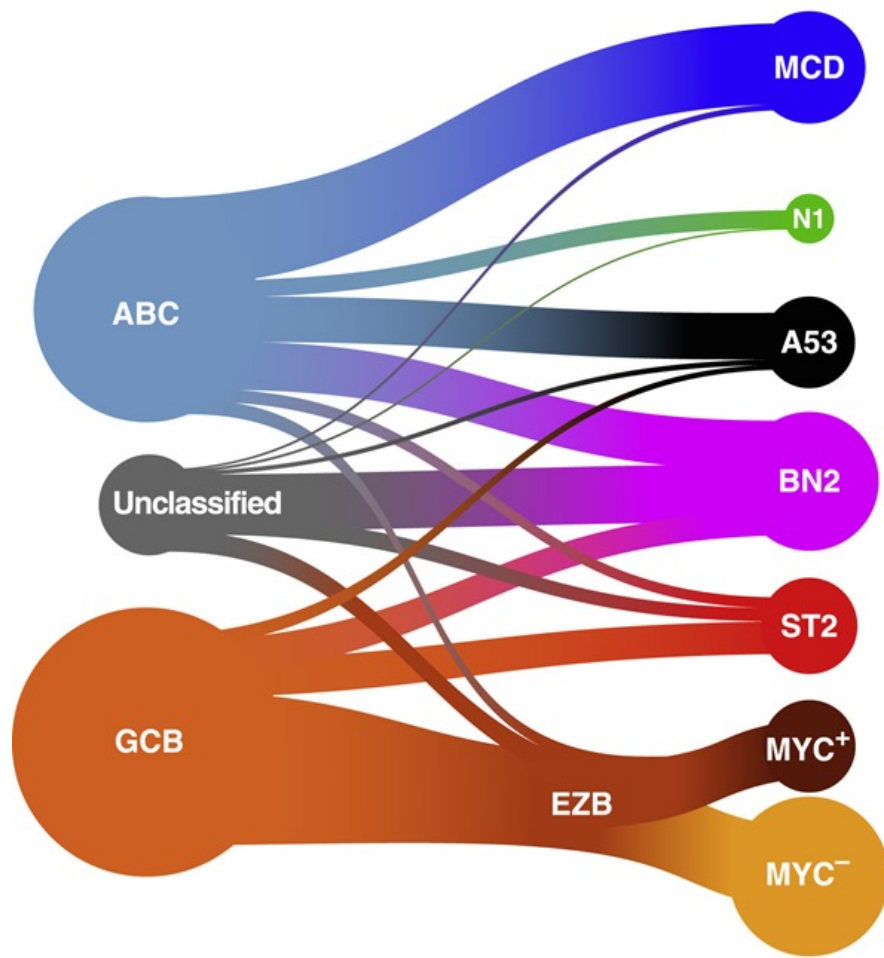 MCD
N1
ABC
A53
BN2
Unclassified
ST2
GCB
MYC⁺
EZB
MYC⁻